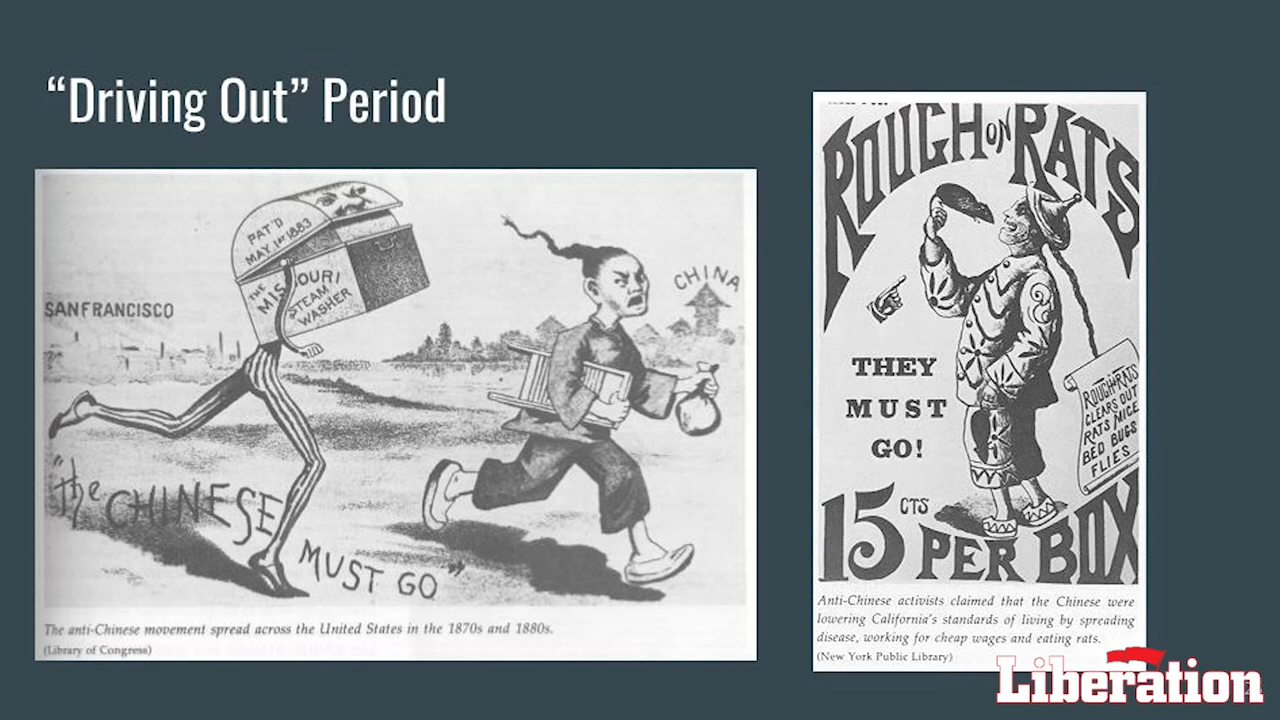 “Driving Out” Period
PAT'D
MAY 1ST 1883
THE
MISSOURI
STEAM
WASHER
SAN FRANCISCO
CHINA
"The CHINESE
MUST GO"
The anti-Chinese movement spread across the United States in the 1870s and 1880s.
(Library of Congress)
ROUGH ON RATS
THEY
MUST
GO!
ROUGH ON RATS
CLEARS OUT
RATS MICE
BED BUGS
FLIES
15 CTS
PER BOX
Anti-Chinese activists claimed that the Chinese were
lowering California's standards of living by spreading
disease, working for cheap wages and eating rats.
(New York Public Library)
Liberation